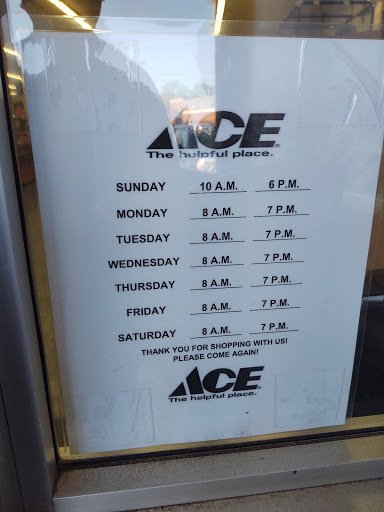 ACE
The helpful place.
SUNDAY 10 A.M. 6 P.M.
MONDAY 8 A.M. 7 P.M.
TUESDAY 8 A.M. 7 P.M.
WEDNESDAY 8 A.M. 7 P.M.
THURSDAY 8 A.M. 7 P.M.
FRIDAY 8 A.M. 7 P.M.
SATURDAY 8 A.M. 7 P.M.
THANK YOU FOR SHOPPING WITH US!
PLEASE COME AGAIN!
ACE
The helpful place.